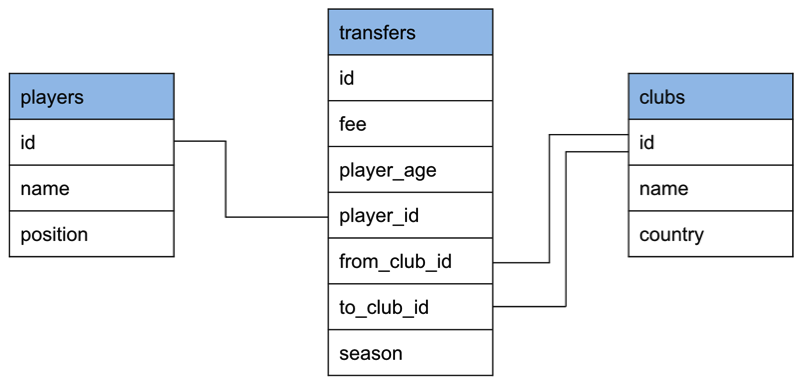 players
id
name
position
transfers
id
fee
player_age
player_id
from_club_id
to_club_id
season
clubs
id
name
country